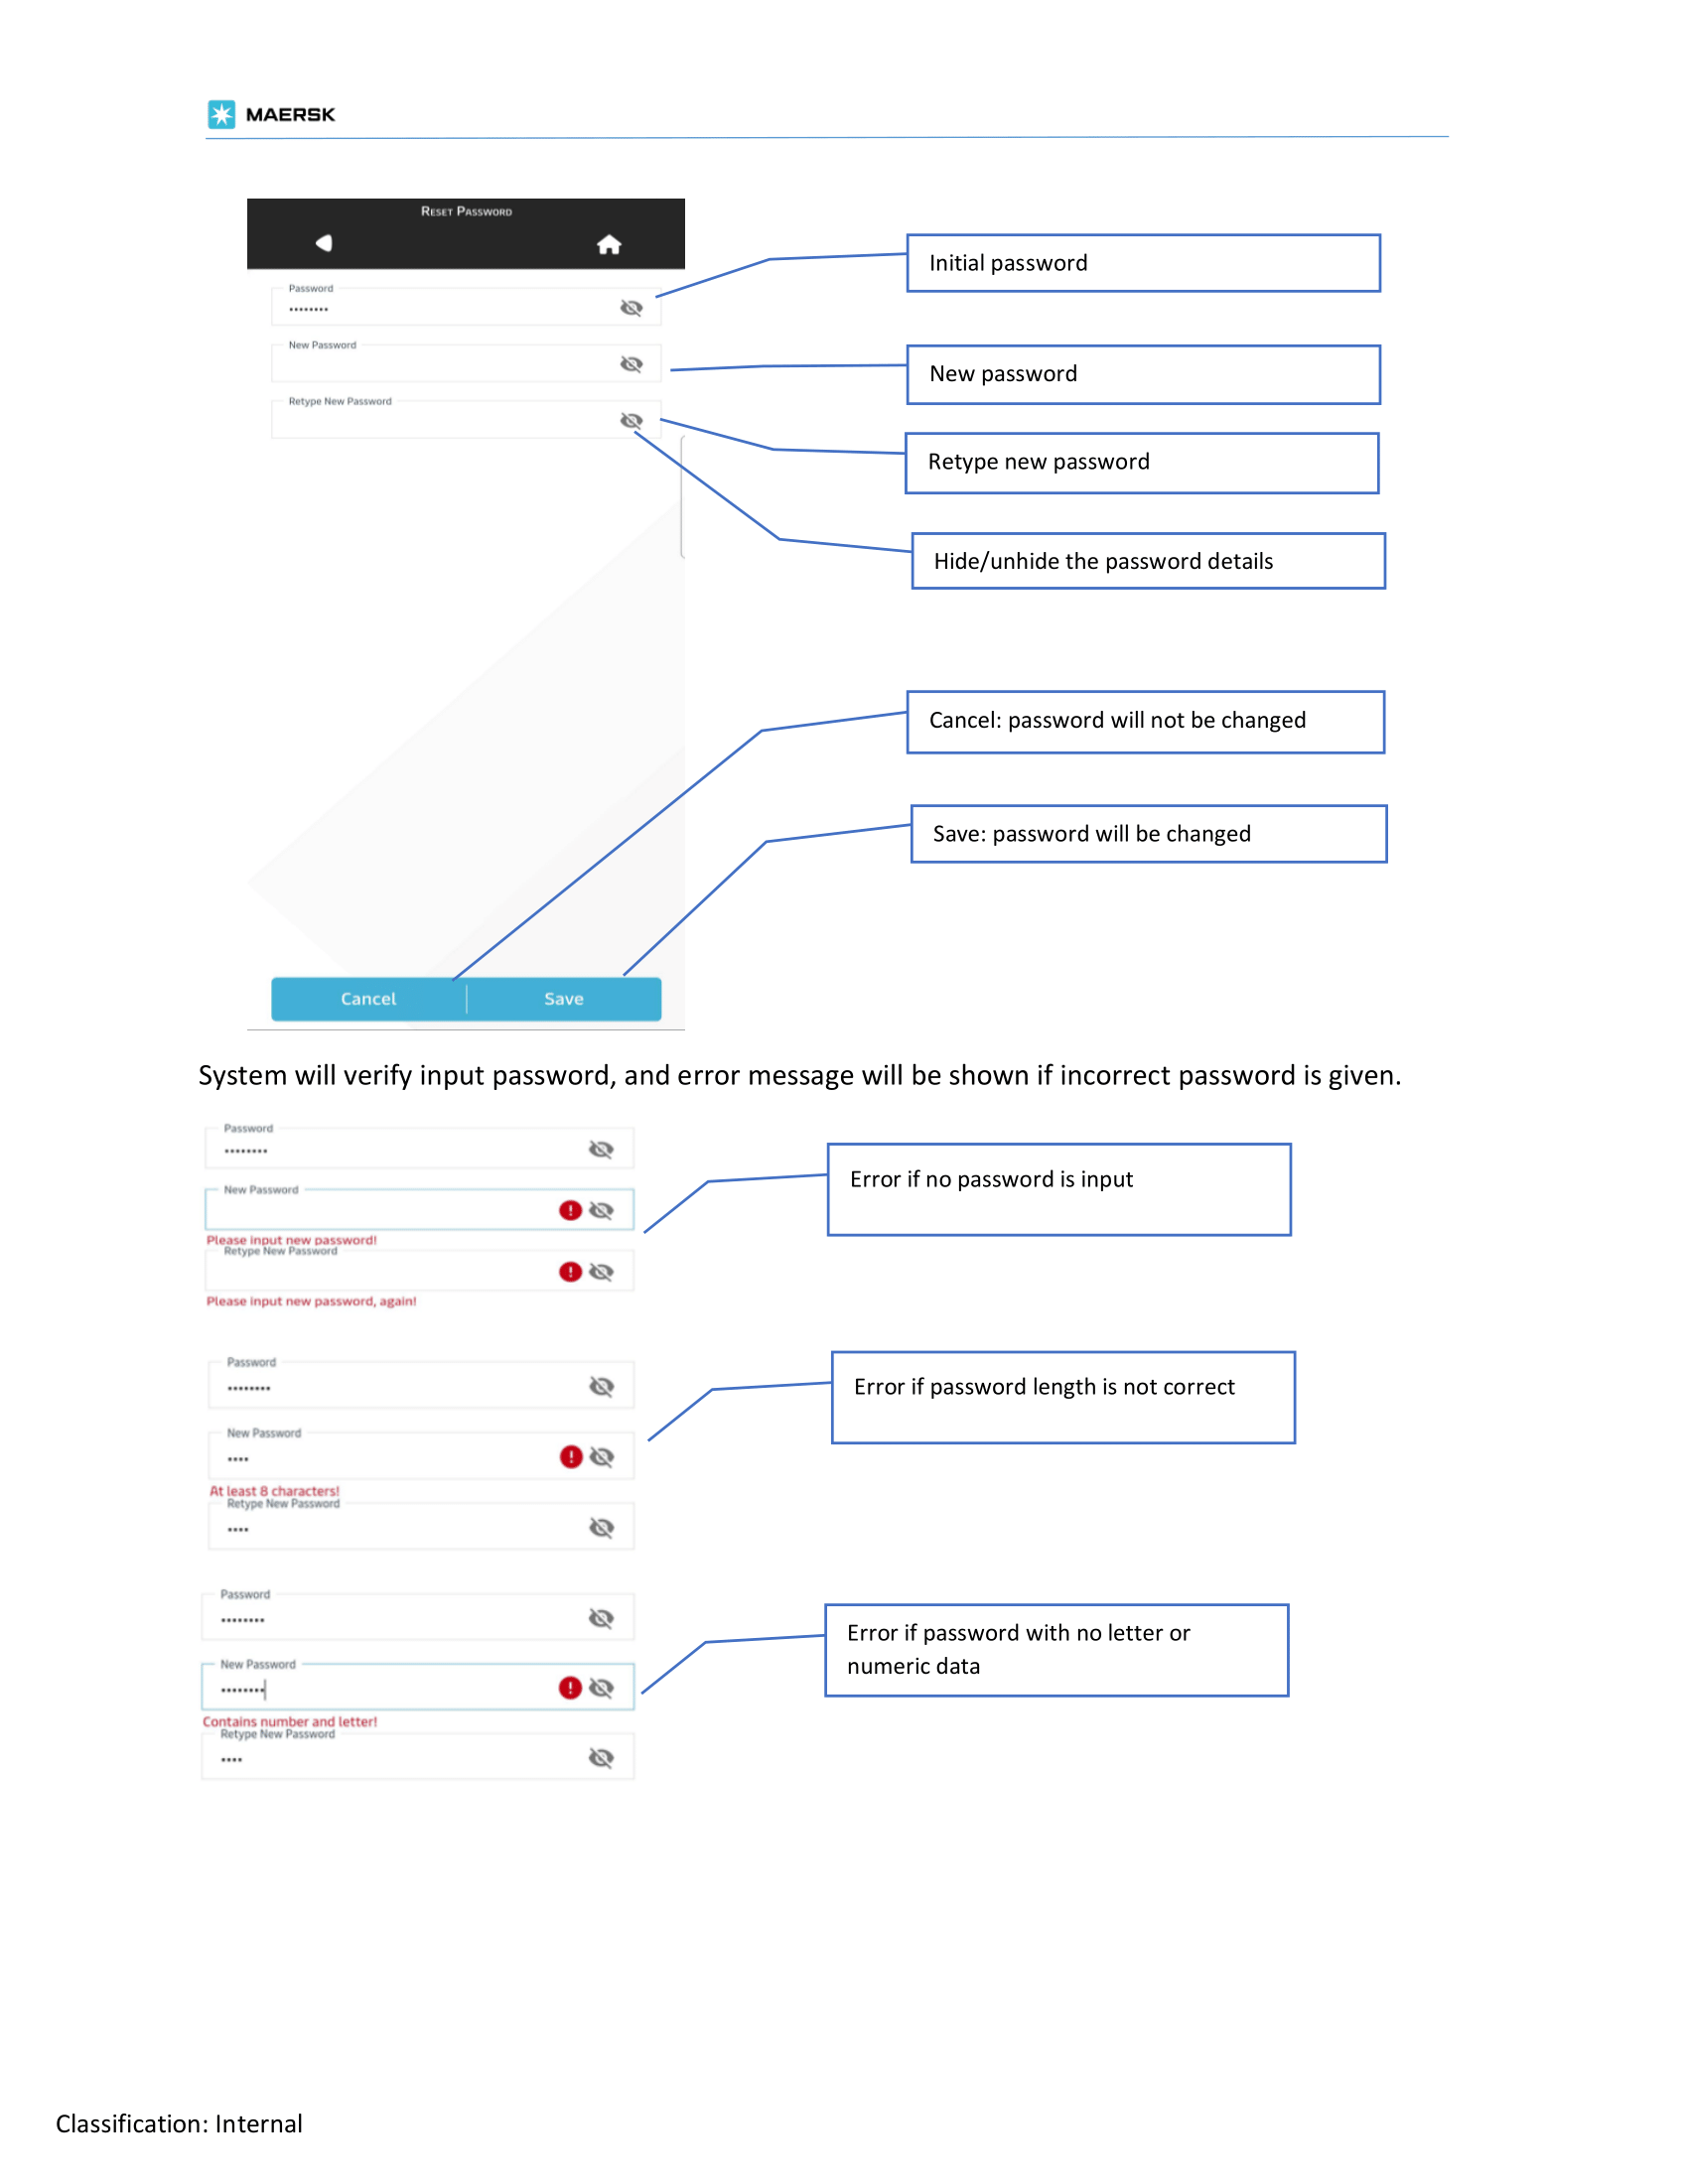 MAERSK
RESET PASSWORD
Initial password
Password
••••••••
New Password
New password
Retype New Password
Retype new password
Hide/unhide the password details
Cancel: password will not be changed
Save: password will be changed
Cancel
Save
System will verify input password, and error message will be shown if incorrect password is given.
Password
••••••••
New Password
Please input new password!
Retype New Password
Please input new password, again!
Error if no password is input
Password
••••••••
New Password
••••
At least 8 characters!
Retype New Password
••••
Error if password length is not correct
Password
••••••••
New Password
••••••••
Contains number and letter!
Retype New Password
••••
Error if password with no letter or
numeric data
Classification: Internal